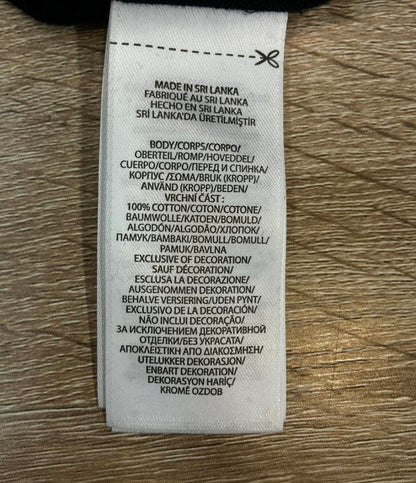 MADE IN SRI LANKA
FABRIQUÉ AU SRI LANKA
HECHO EN SRI LANKA
SRİ LANKA'DA ÜRETİLMİŞTİR
BODY/CORPS/CORPO/
OBERTEIL/ROMP/HOVEDDEL/
CUERPO/CORPO/ПЕРЕД И СПИНКА/
КОРПУС /ΣΩΜΑ/BRUK (KROPP)/
ANVÄND (KROPP)/BEDEN/
VRCHNÍ ČÁST :
100% COTTON/COTON/COTONE/
BAUMWOLLE/KATOEN/BOMULD/
ALGODÓN/ALGODÃO/ХЛОПОК/
ПАМУК/BAMBAKI/BOMULL/BOMULL/
PAMUK/BAVLNA
EXCLUSIVE OF DECORATION/
SAUF DÉCORATION/
ESCLUSA LA DECORAZIONE/
AUSGENOMMEN DEKORATION/
BEHALVE VERSIERING/UDEN PYNT/
EXCLUSIVO DE LA DECORACIÓN/
NÃO INCLUI DECORAÇÃO/
ЗА ИСКЛЮЧЕНИЕМ ДЕКОРАТИВНОЙ
ОТДЕЛКИ/БЕЗ УКРАСАТА/
ΑΠΟΚΛΕΙΣΤΙΚΗ ΑΠΟ ΔΙΑΚΟΣΜΗΣΗ/
UTELUKKER DEKORASJON/
ENBART DEKORATION/
DEKORASYON HARİÇ/
KROMĚ OZDOB